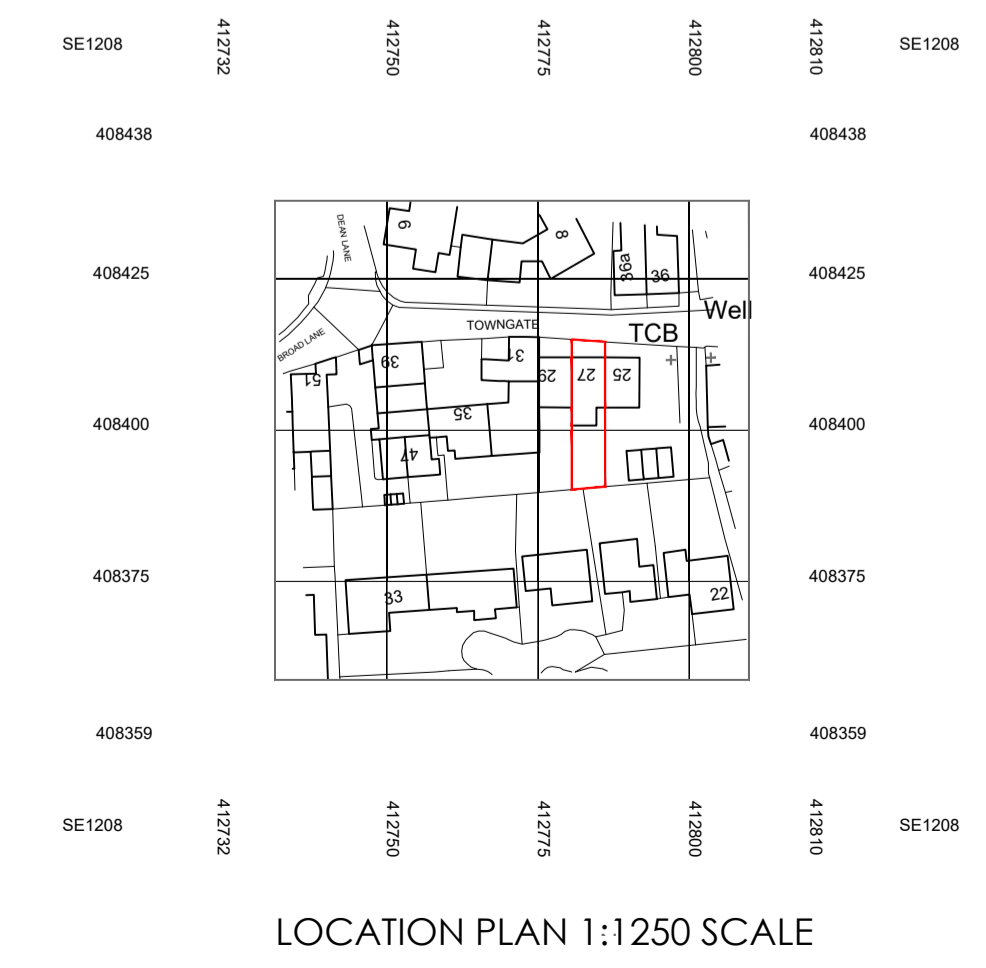 SE1208 412732 412750 412775 412800 412810 SE1208
408438 408438
DEAN LANE
9
8
36a
36
408425 408425
Well
TOWNGATE
TCB
BROAD LANE
51
39
31
29
27
25
35
408400 408400
47
408375 408375
33
22
408359 408359
SE1208 412732 412750 412775 412800 412810 SE1208
LOCATION PLAN 1:1250 SCALE